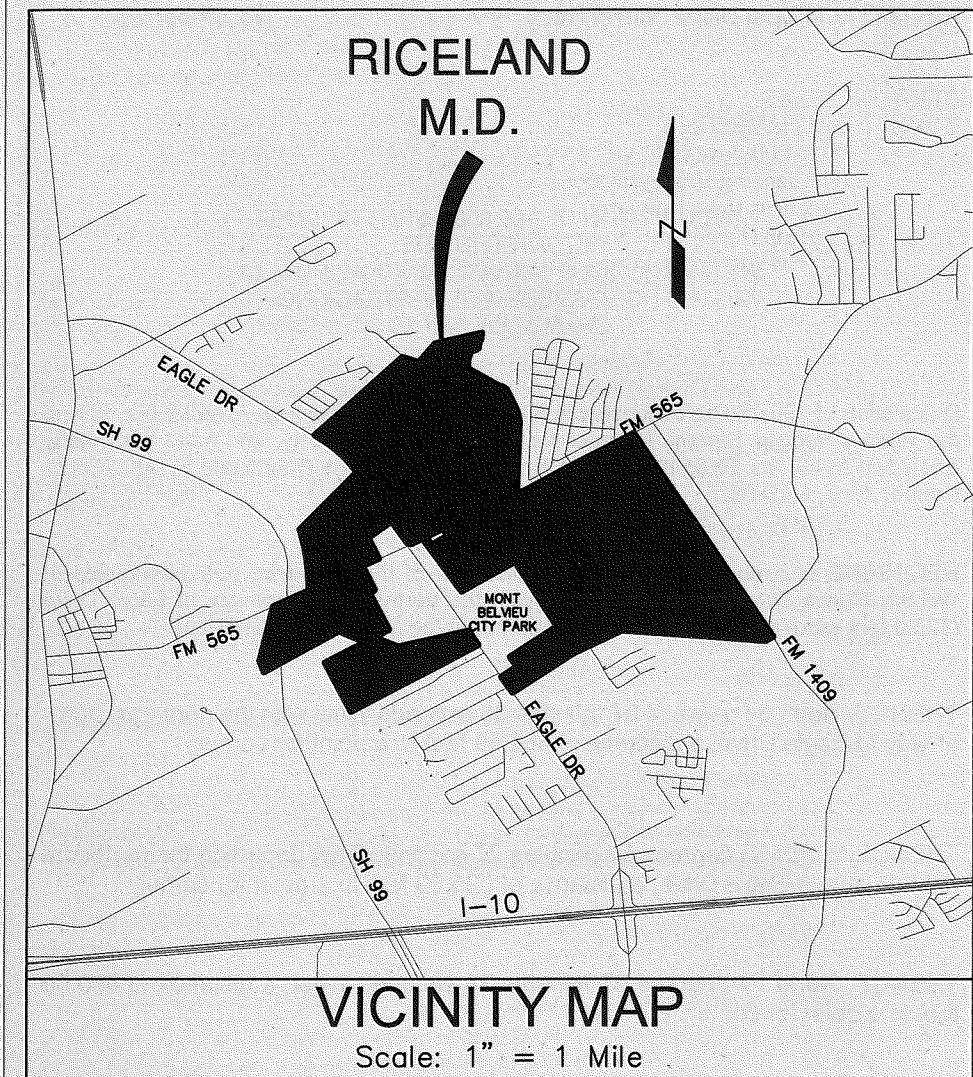 RICELAND
M.D.
N
EAGLE DR
SH 99
FM 565
MONT
BELVIEU
CITY PARK
FM 565
FM 1409
EAGLE DR
SH 99
I-10
VICINITY MAP
Scale: 1" = 1 Mile